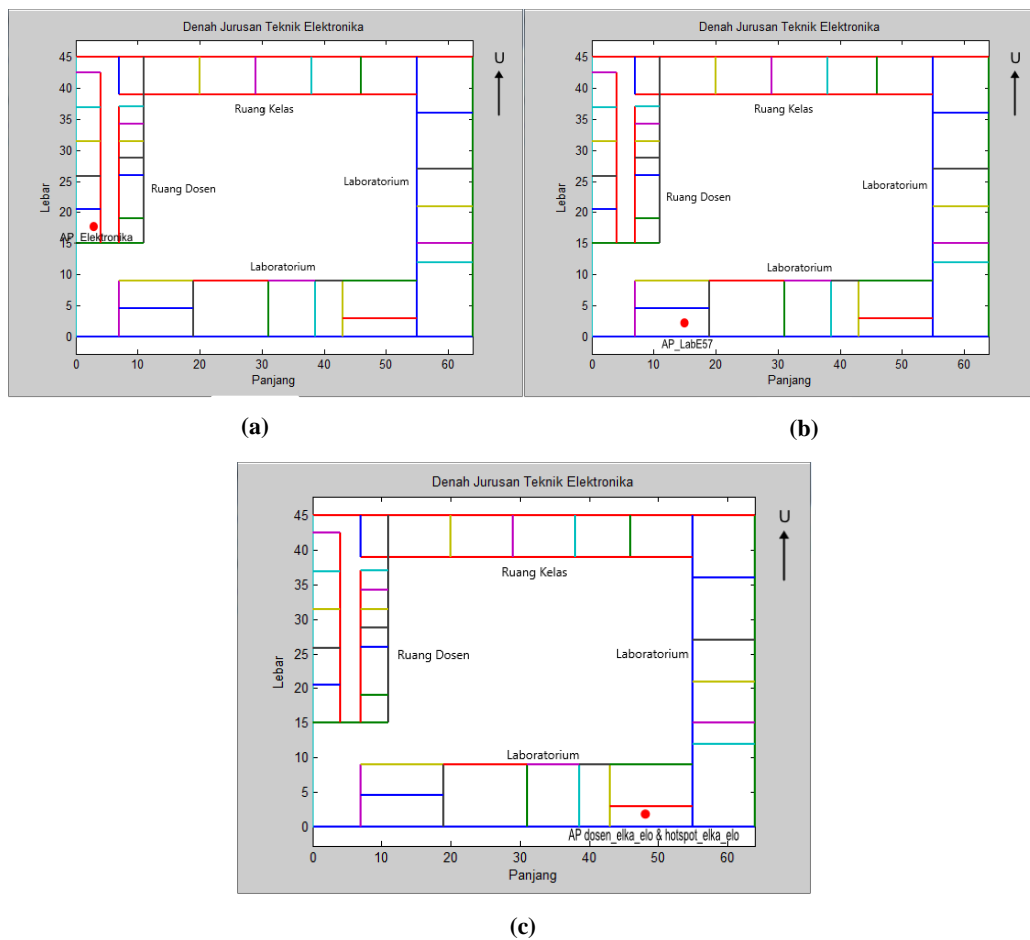 Denah Jurusan Teknik Elektronika
U
45
40
35
30
25
20
15
10
5
0
Lebar
Ruang Kelas
Ruang Dosen
Laboratorium
AP_Elektronika
Laboratorium
0 10 20 30 40 50 60
Panjang
(a)
Denah Jurusan Teknik Elektronika
U
45
40
35
30
25
20
15
10
5
0
Lebar
Ruang Kelas
Ruang Dosen
Laboratorium
Laboratorium
AP_LabE57
0 10 20 30 40 50 60
Panjang
(b)
Denah Jurusan Teknik Elektronika
U
45
40
35
30
25
20
15
10
5
0
Lebar
Ruang Kelas
Ruang Dosen
Laboratorium
Laboratorium
AP dosen_elka_elo & hotspot_elka_elo
0 10 20 30 40 50 60
Panjang
(c)